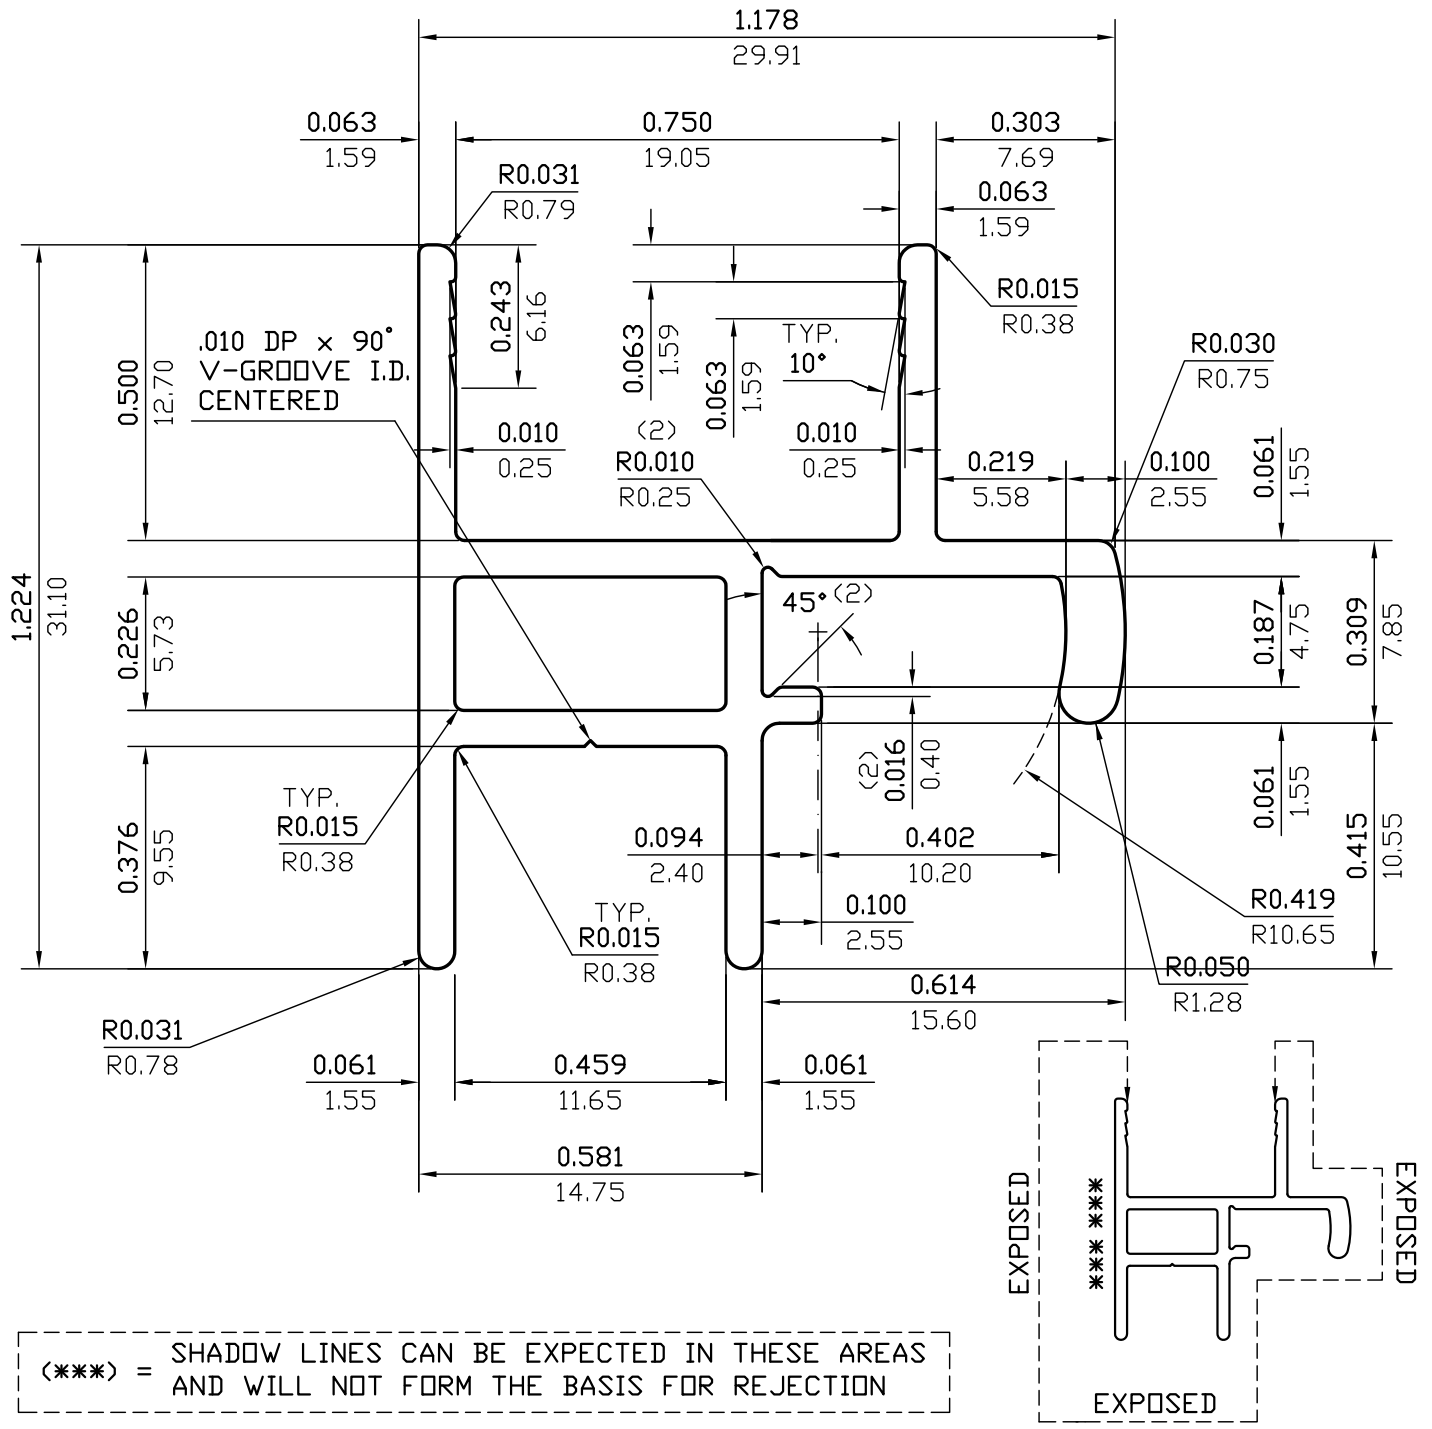 1.178
29.91
0.063
1.59
0.750
19.05
0.303
7.69
R0.031
R0.79
0.063
1.59
R0.015
R0.38
0.243
6.16
.010 DP x 90°
V-GROOVE I.D.
CENTERED
0.500
12.70
0.063
1.59
0.063
1.59
TYP.
10°
R0.030
R0.75
0.010
0.25
(2)
R0.010
R0.25
0.010
0.25
0.219
5.58
0.100
2.55
0.061
1.55
1.224
31.10
0.226
5.73
45° (2)
0.187
4.75
0.309
7.85
(2)
0.016
0.40
0.061
1.55
TYP.
R0.015
R0.38
0.376
9.55
0.094
2.40
0.402
10.20
0.415
10.55
TYP.
R0.015
R0.38
0.100
2.55
R0.419
R10.65
R0.050
R1.28
0.614
15.60
R0.031
R0.78
0.061
1.55
0.459
11.65
0.061
1.55
0.581
14.75
EXPOSED
*** ***
EXPOSED
EXPOSED
(***) = SHADOW LINES CAN BE EXPECTED IN THESE AREAS
AND WILL NOT FORM THE BASIS FOR REJECTION